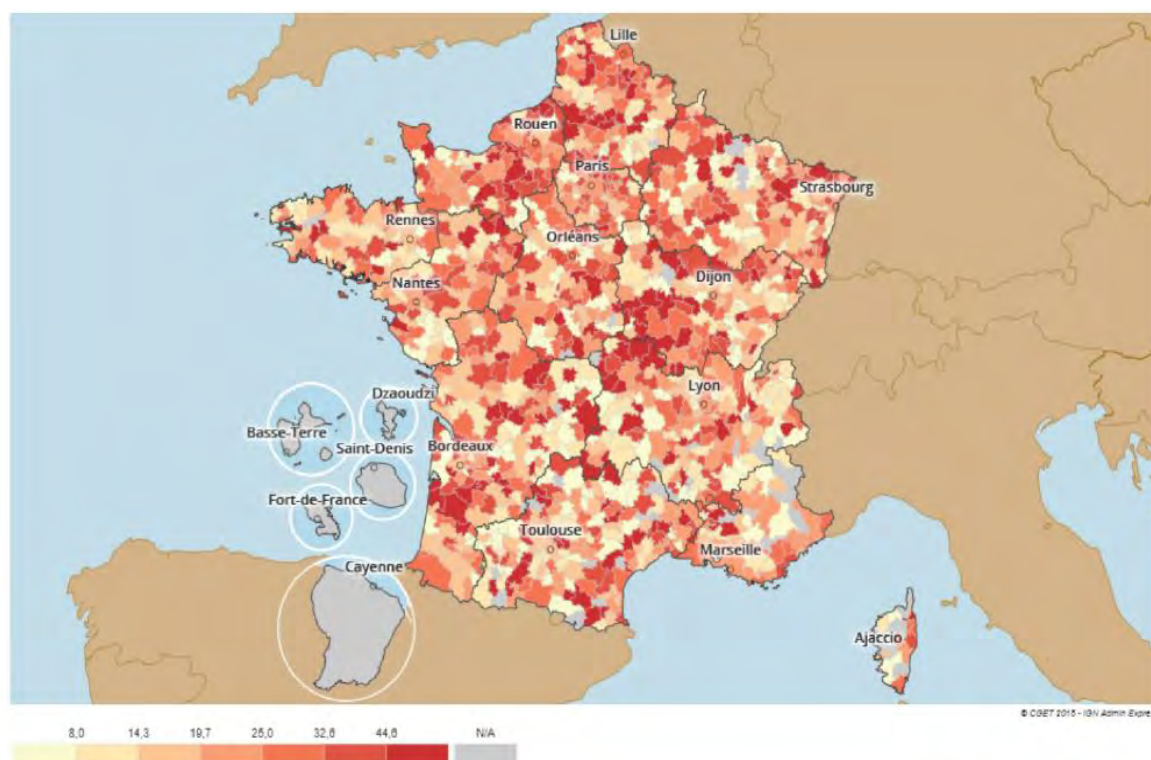 Lille
Rouen
Paris
Strasbourg
Rennes
Orléans
Nantes
Dijon
Lyon
Dzaoudzi
Basse-Terre
Saint-Denis
Bordeaux
Fort-de-France
Toulouse
Marseille
Cayenne
Ajaccio
© CGET 2015 - IGN Admin Expre
8,0 14,3 19,7 25,0 32,6 44,6 N/A